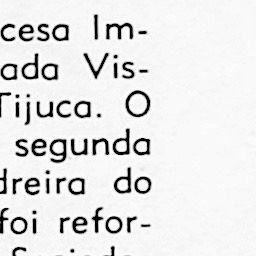 cesa Im-
ada Vis-
Tijuca. O
segunda
dreira do
foi refor-